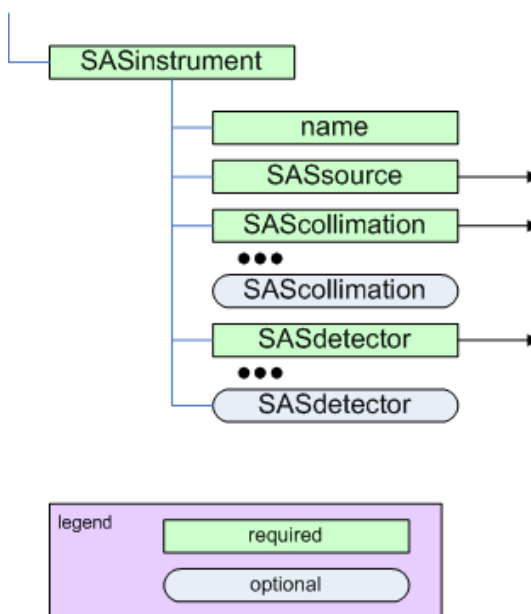 SASinstrument
name
SASsource
SAScollimation
SAScollimation
SASdetector
SASdetector
legend
required
optional